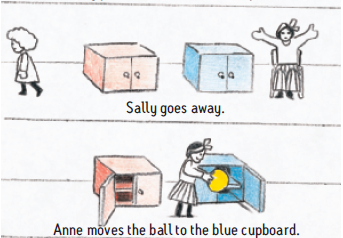 Sally goes away.
Anne moves the ball to the blue cupboard.